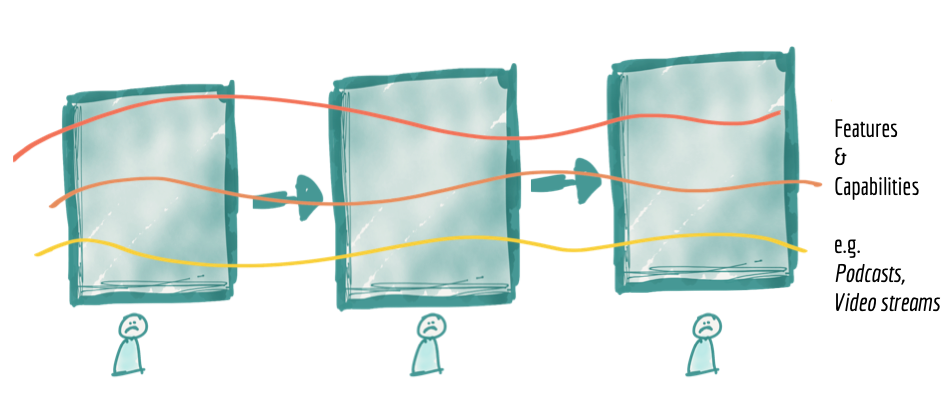 Features
&
Capabilities
e.g.
Podcasts,
Video streams